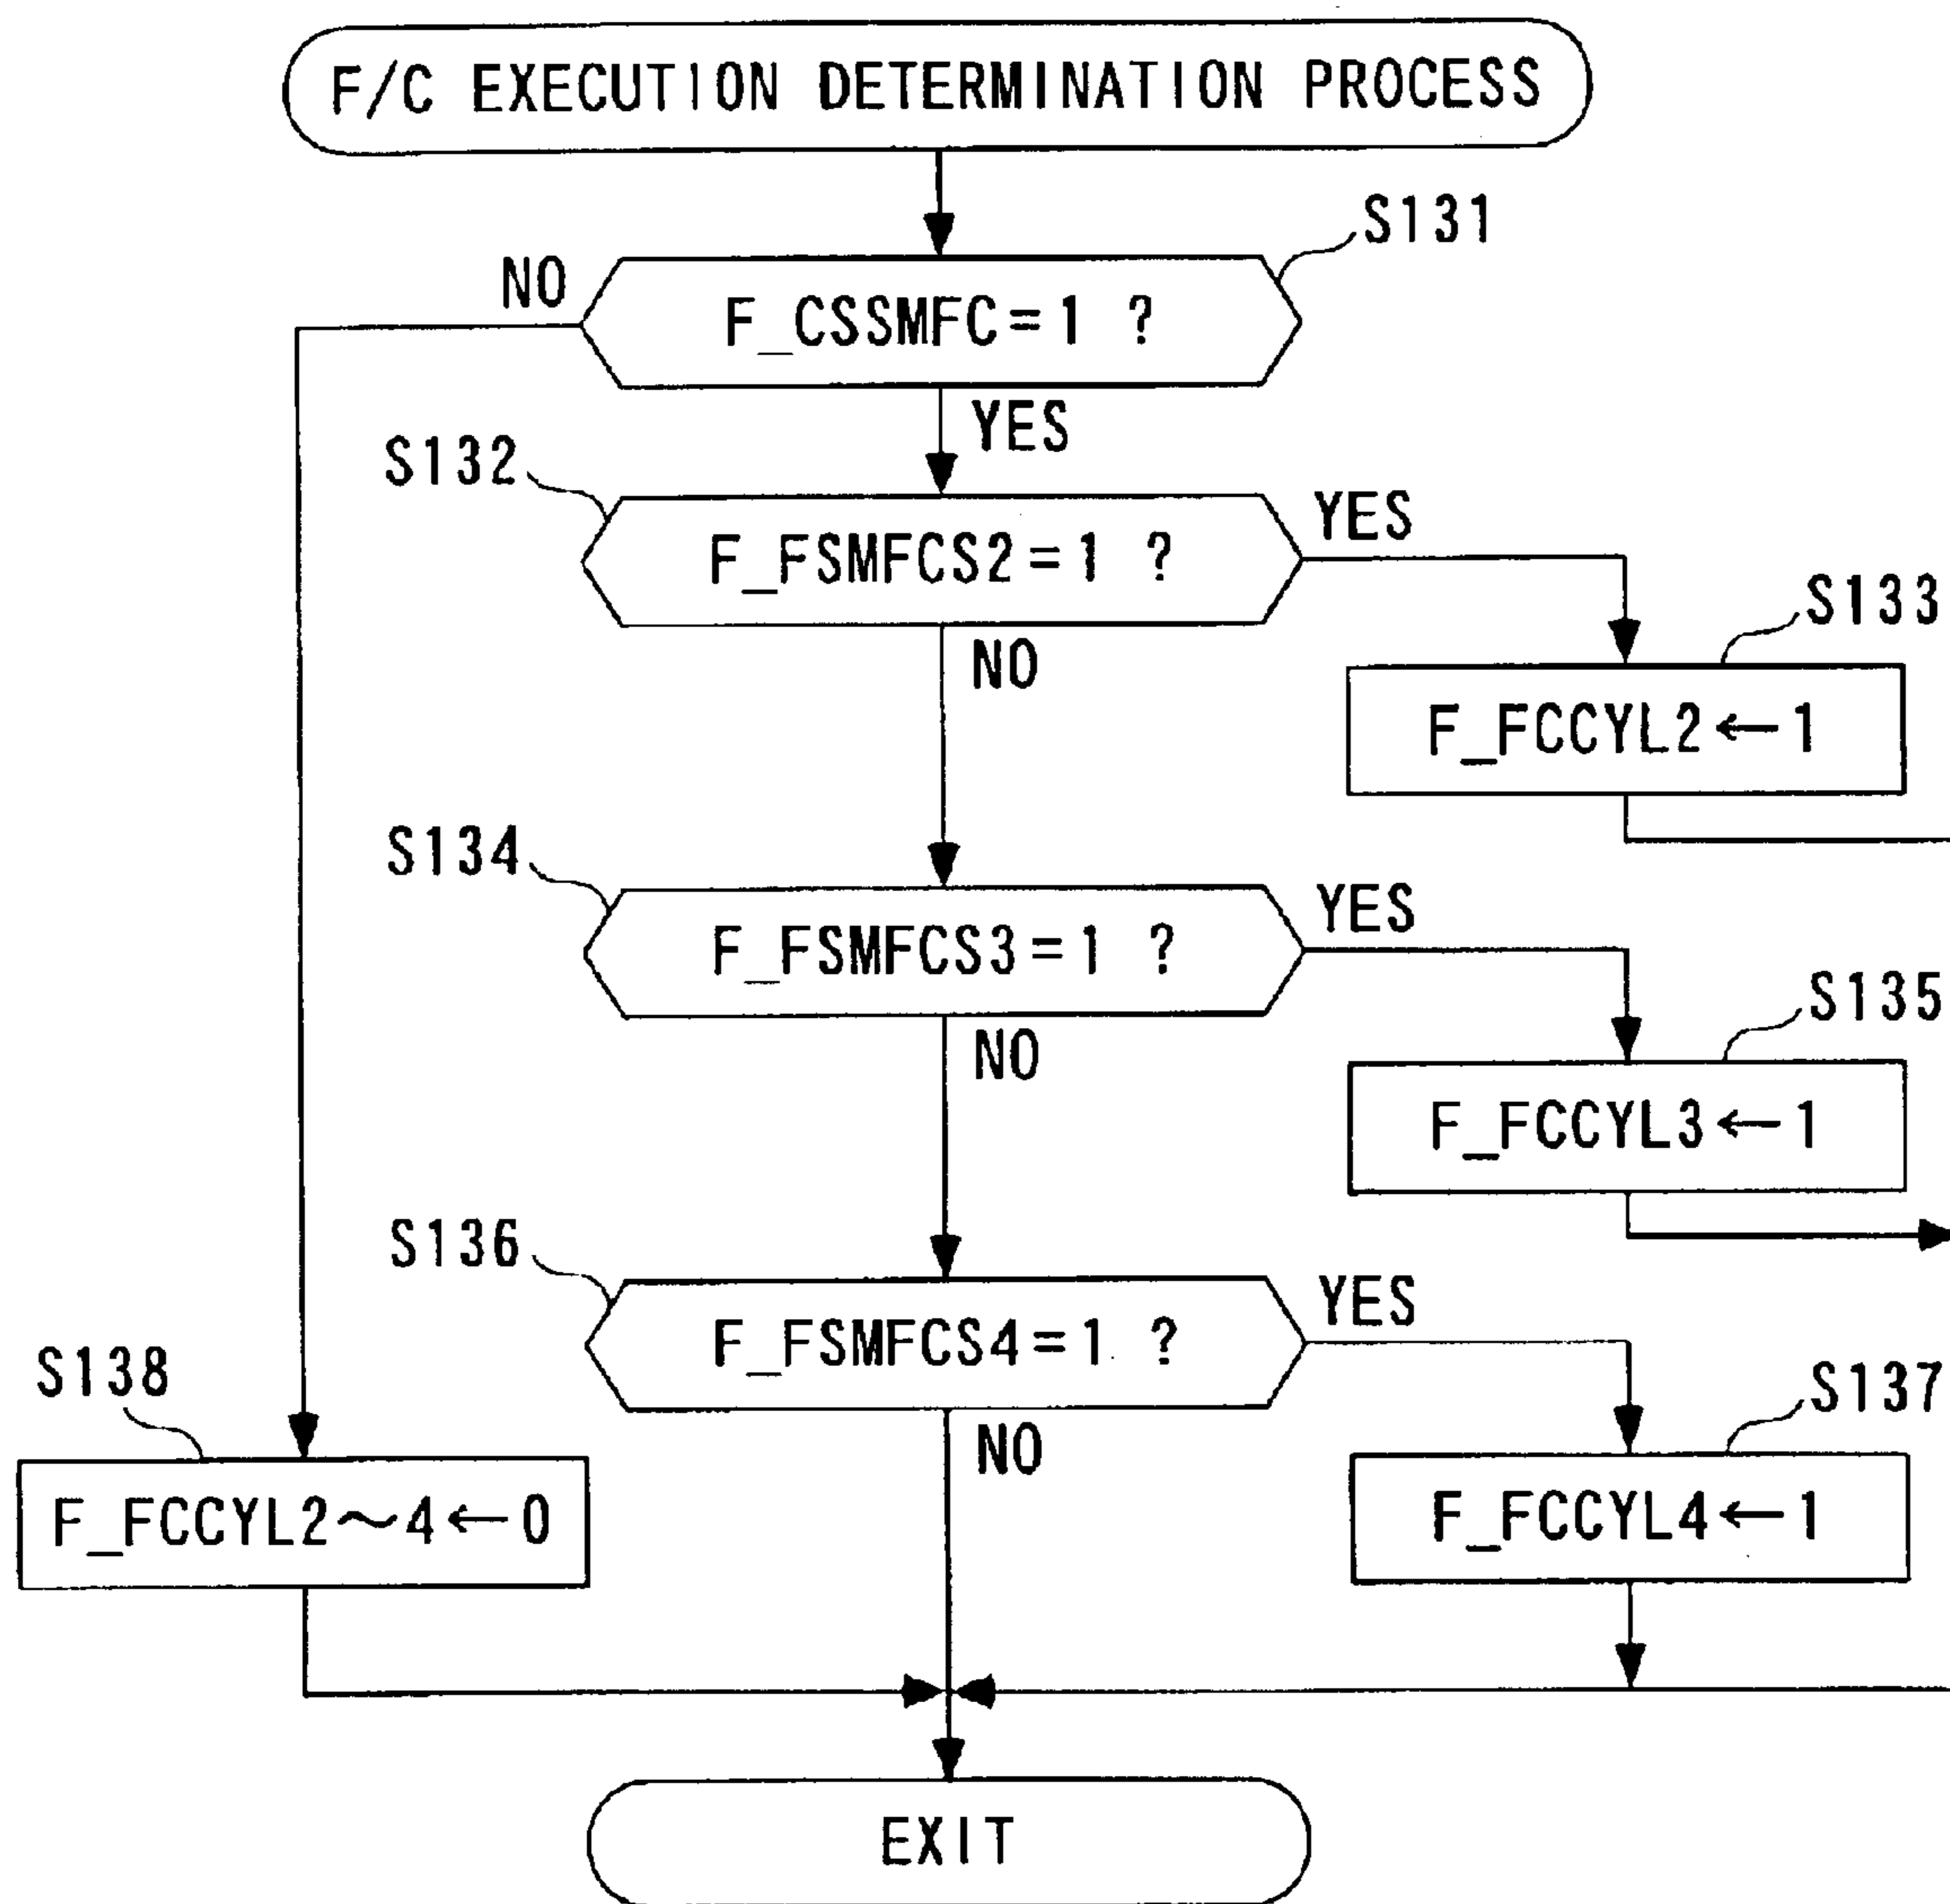 F/C EXECUTION DETERMINATION PROCESS
S131
NO
F_CSSMFC=1 ?
YES
S132
F_FSMFCS2=1 ?
YES
NO
S133
F_FCCYL2←1
S134
F_FSMFCS3=1 ?
YES
NO
S135
F_FCCYL3←1
S136
F_FSMFCS4=1 ?
YES
NO
S137
F_FCCYL4←1
S138
F_FCCYL2～4←0
EXIT